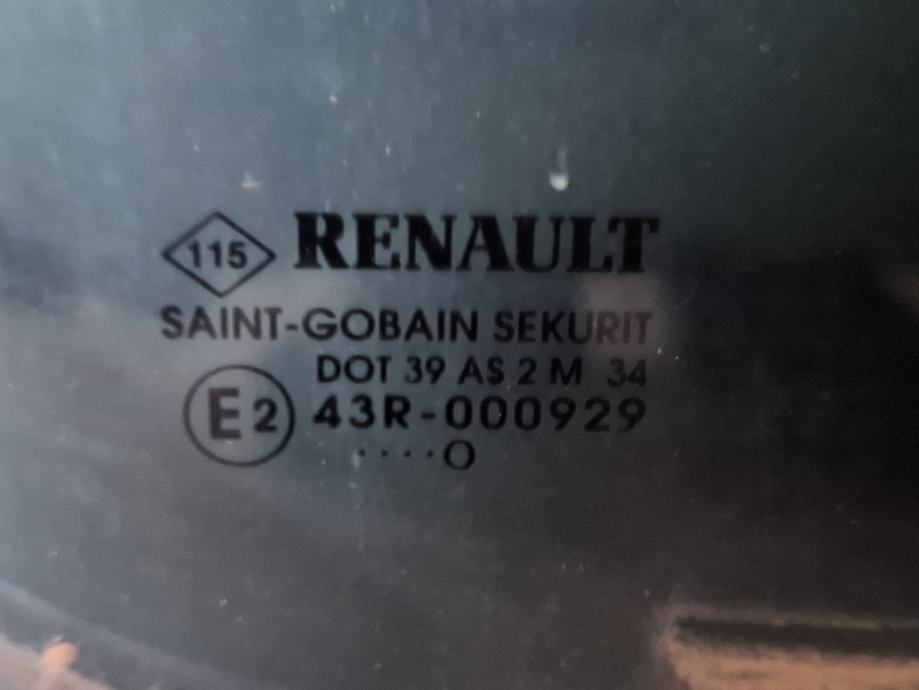 115 RENAULT
SAINT-GOBAIN SEKURIT
DOT 39 AS 2 M 34
E2 43R-000929
....O